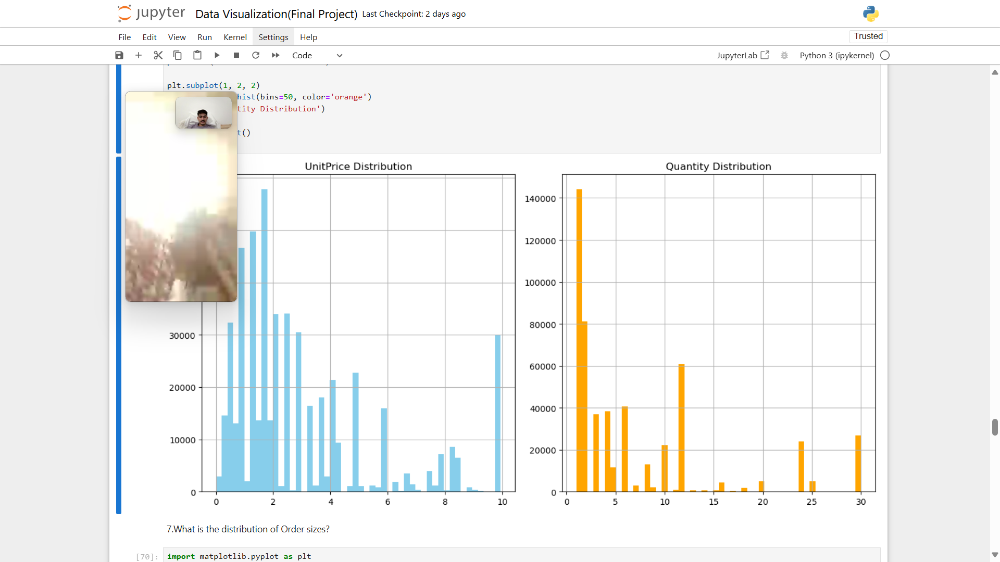 jupyter Data Visualization(Final Project) Last Checkpoint: 2 days ago
File Edit View Run Kernel Settings Help Trusted
Code JupyterLab Python 3 (ipykernel)
plt.subplot(1, 2, 2)
hist(bins=50, color='orange')
tity Distribution')
t()
UnitPrice Distribution
30000
20000
10000
0
0 2 4 6 8 10
Quantity Distribution
140000
120000
100000
80000
60000
40000
20000
0
0 5 10 15 20 25 30
7.What is the distribution of Order sizes?
[70]: import matplotlib.pyplot as plt